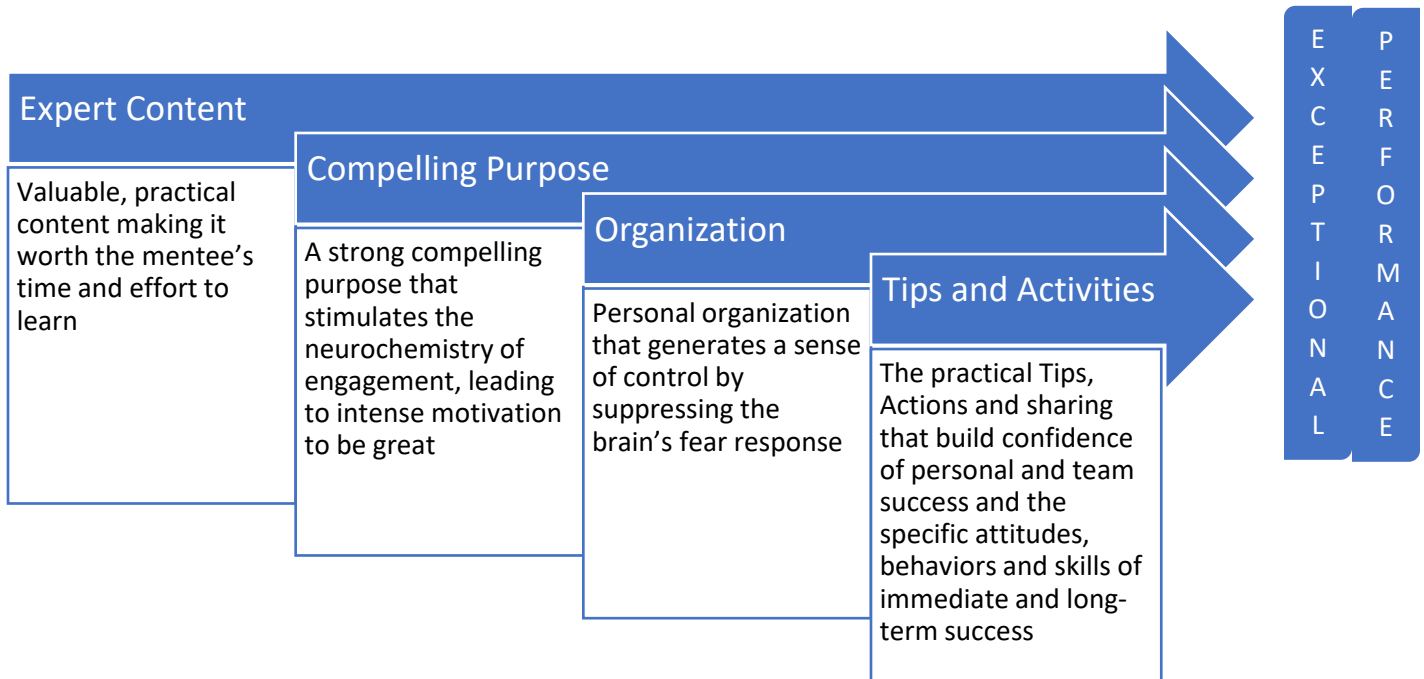 Expert Content
Valuable, practical
content making it
worth the mentee’s
time and effort to
learn
Compelling Purpose
A strong compelling
purpose that
stimulates the
neurochemistry of
engagement, leading
to intense motivation
to be great
Organization
Personal organization
that generates a sense
of control by
suppressing the
brain’s fear response
Tips and Activities
The practical Tips,
Actions and sharing
that build confidence
of personal and team
success and the
specific attitudes,
behaviors and skills of
immediate and long-
term success
EXCEPTIONAL
PERFORMANCE